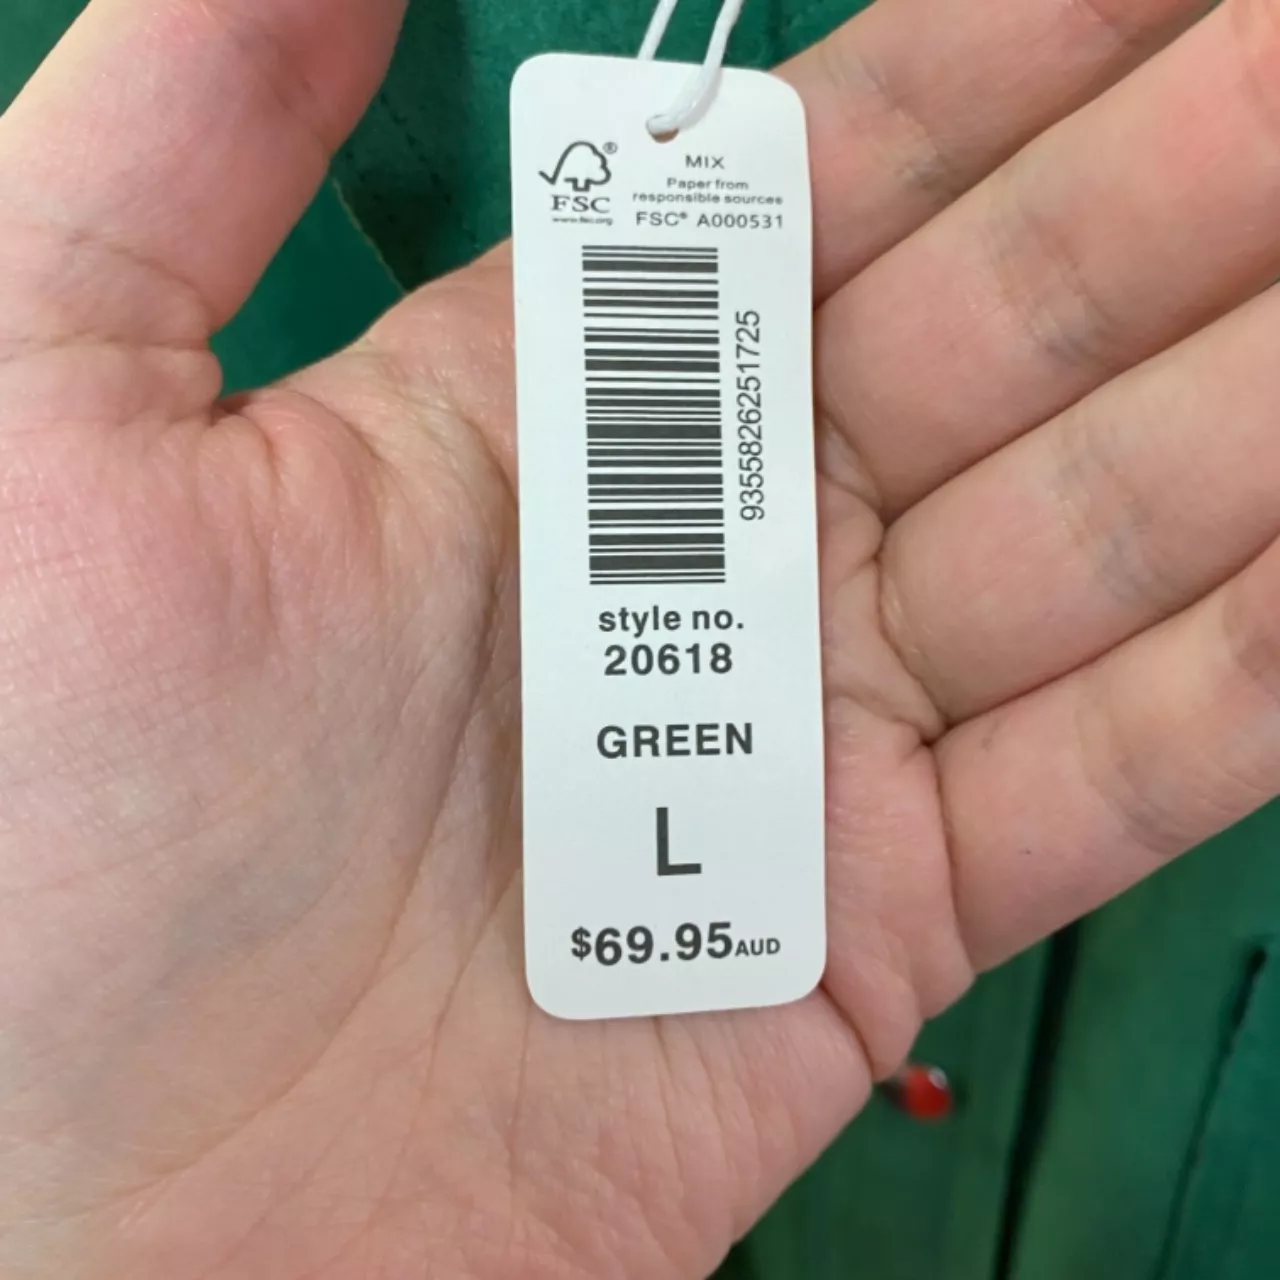 FSC®
www.fsc.org
MIX
Paper from
responsible sources
FSC® A000531
9355826251725
style no.
20618
GREEN
L
$69.95AUD